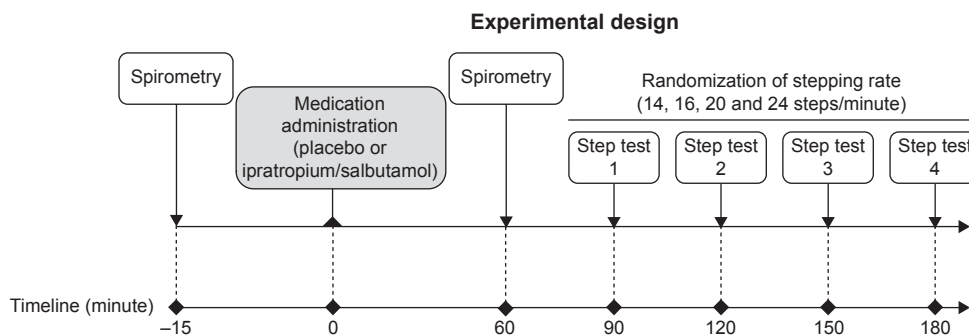 Experimental design
Spirometry
Medication
administration
(placebo or
ipratropium/salbutamol)
Spirometry
Randomization of stepping rate
(14, 16, 20 and 24 steps/minute)
Step test
1
Step test
2
Step test
3
Step test
4
Timeline (minute)
–15
0
60
90
120
150
180